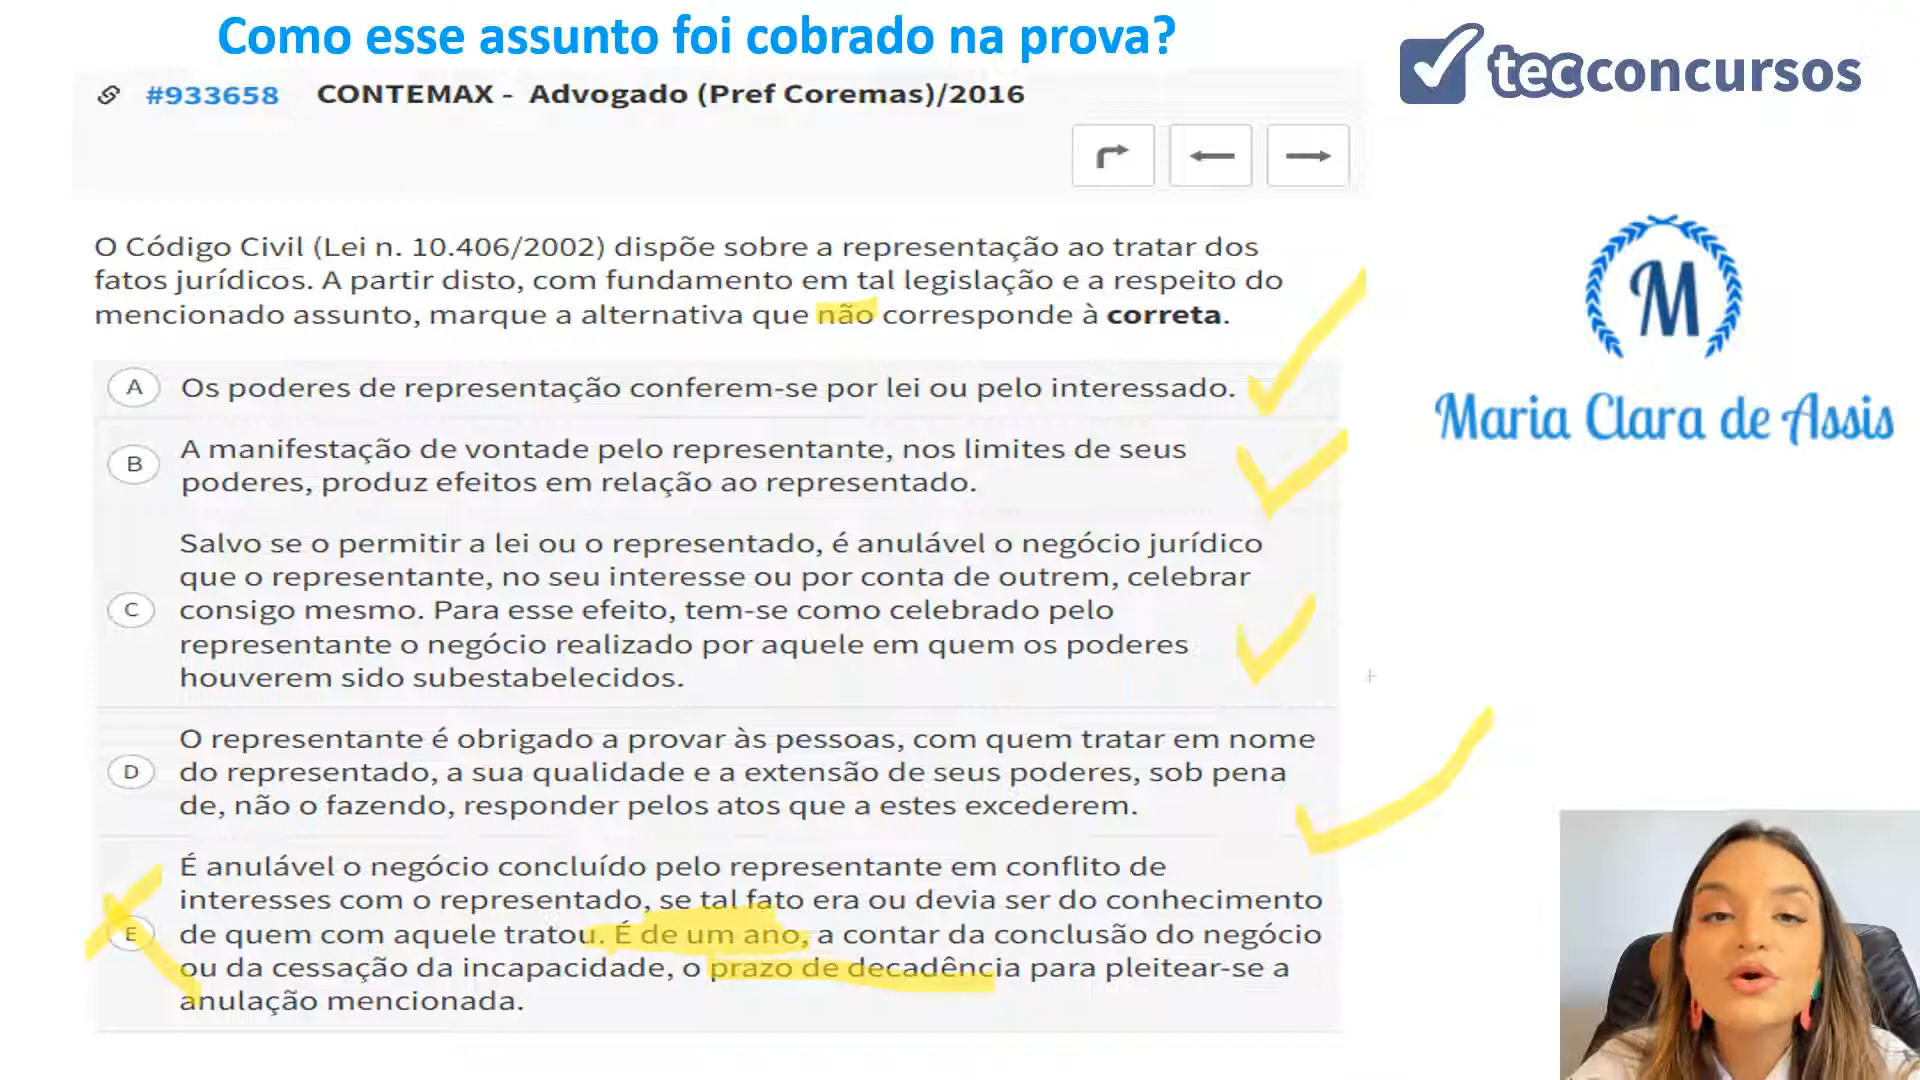 Como esse assunto foi cobrado na prova?
tecconcursos
#933658 CONTEMAX - Advogado (Pref Coremas)/2016
O Código Civil (Lei n. 10.406/2002) dispõe sobre a representação ao tratar dos
fatos jurídicos. A partir disto, com fundamento em tal legislação e a respeito do
mencionado assunto, marque a alternativa que não corresponde à correta.
M
Maria Clara de Assis
A Os poderes de representação conferem-se por lei ou pelo interessado.
B A manifestação de vontade pelo representante, nos limites de seus
poderes, produz efeitos em relação ao representado.
Salvo se o permitir a lei ou o representado, é anulável o negócio jurídico
que o representante, no seu interesse ou por conta de outrem, celebrar
C consigo mesmo. Para esse efeito, tem-se como celebrado pelo
representante o negócio realizado por aquele em quem os poderes
houverem sido subestabelecidos.
O representante é obrigado a provar às pessoas, com quem tratar em nome
D do representado, a sua qualidade e a extensão de seus poderes, sob pena
de, não o fazendo, responder pelos atos que a estes excederem.
É anulável o negócio concluído pelo representante em conflito de
interesses com o representado, se tal fato era ou devia ser do conhecimento
E de quem com aquele tratou. É de um ano, a contar da conclusão do negócio
ou da cessação da incapacidade, o prazo de decadência para pleitear-se a
anulação mencionada.